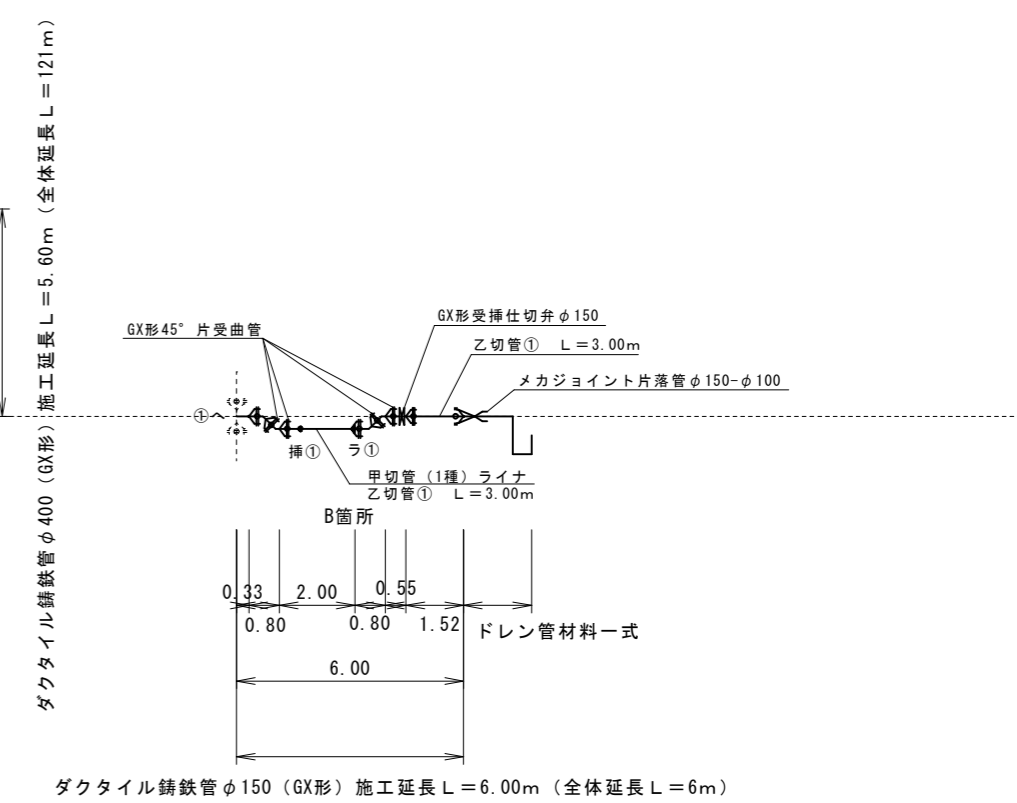 ダクタイル鋳鉄管φ400（GX形）施工延長L＝5.60m（全体延長L＝121m）
GX形受挿仕切弁φ150
GX形45°片受曲管
乙切管①　L＝3.00m
メカジョイント片落管φ150-φ100
①
挿①
ラ①
甲切管（1種）ライナ
乙切管①　L＝3.00m
B箇所
0.33
2.00
0.55
0.80
0.80
1.52
ドレン管材料一式
6.00
ダクタイル鋳鉄管φ150（GX形）施工延長L＝6.00m（全体延長L＝6m）